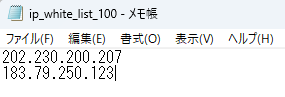 ip_white_list_100 - メモ帳
ファイル(F) 編集(E) 書式(O) 表示(V) ヘルプ(H)
202.230.200.207
183.79.250.123